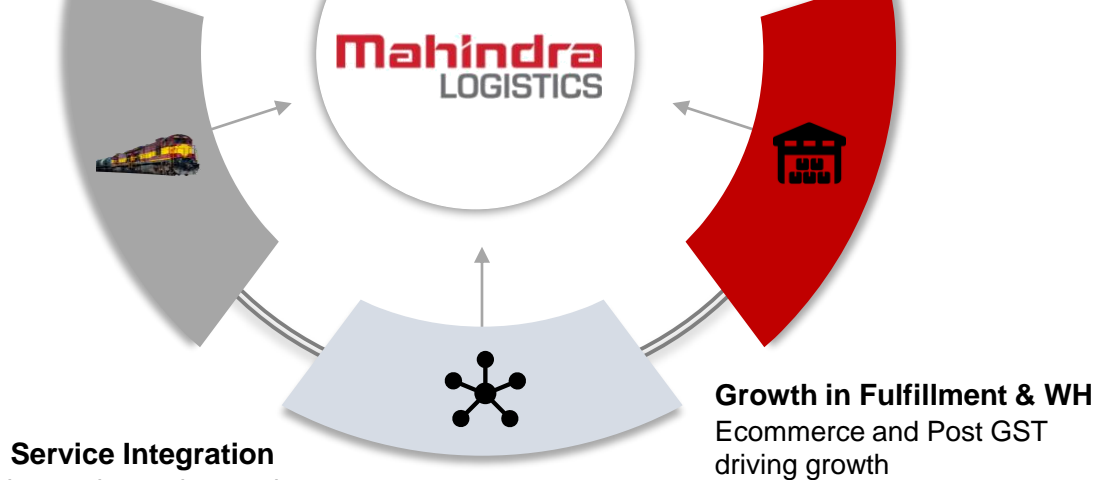 Mahindra
LOGISTICS
Growth in Fulfillment & WH
Ecommerce and Post GST
driving growth
Service Integration